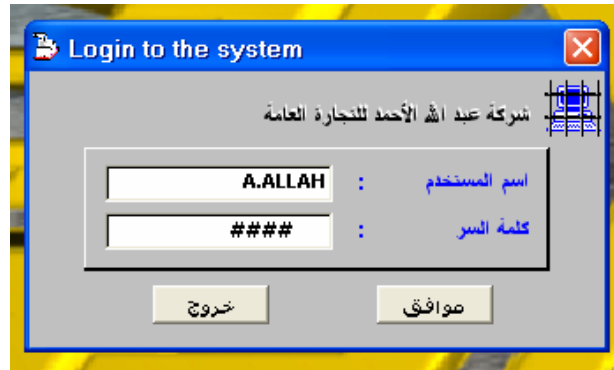 Login to the system
شركة عبد الله الأحمد للتجارة العامة
اسم المستخدم : A.ALLAH
كلمة السر : ####
موافق خروج